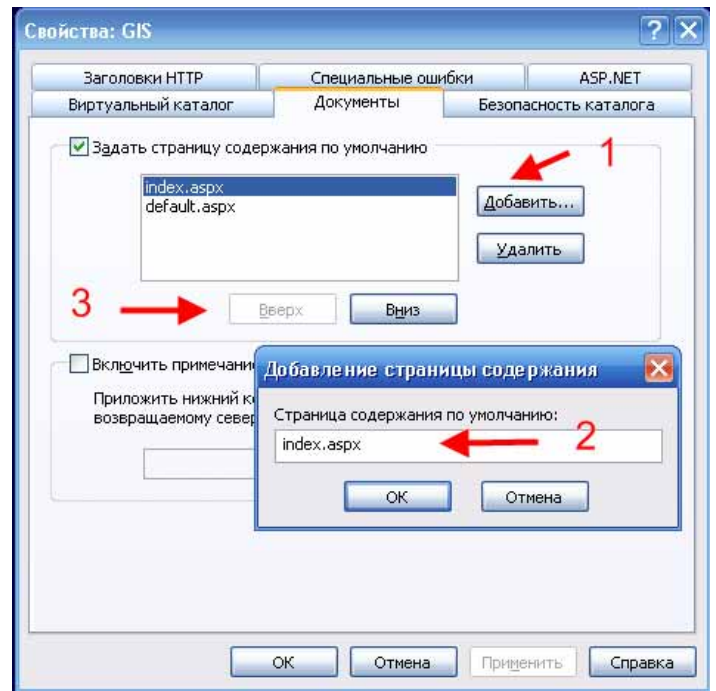 Свойства: GIS
Заголовки HTTP Специальные ошибки ASP.NET
Виртуальный каталог Документы Безопасность каталога
Задать страницу содержания по умолчанию
1
index.aspx
default.aspx
Добавить...
Удалить
3
Вверх Вниз
Включить примечани
Приложить нижний к
возвращаемому север
Добавление страницы содержания
Страница содержания по умолчанию:
index.aspx
2
ОК Отмена
ОК Отмена Применить Справка